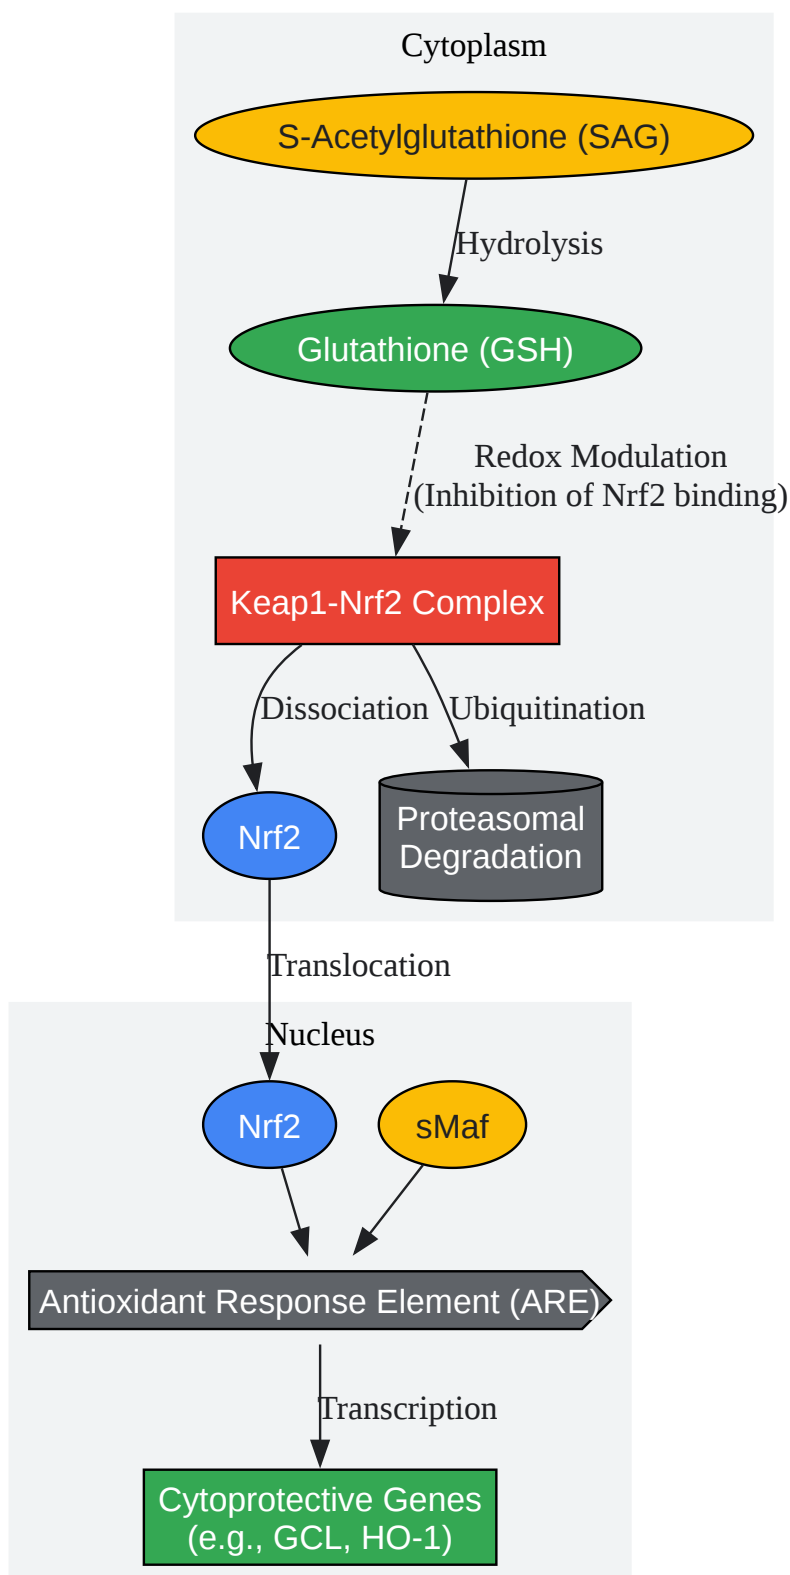 Cytoplasm
S-Acetylglutathione (SAG)
Hydrolysis
Glutathione (GSH)
Redox Modulation
(Inhibition of Nrf2 binding)
Keap1-Nrf2 Complex
Dissociation
Ubiquitination
Nrf2
Proteasomal
Degradation
Translocation
Nucleus
Nrf2
sMaf
Antioxidant Response Element (ARE)
Transcription
Cytoprotective Genes
(e.g., GCL, HO-1)